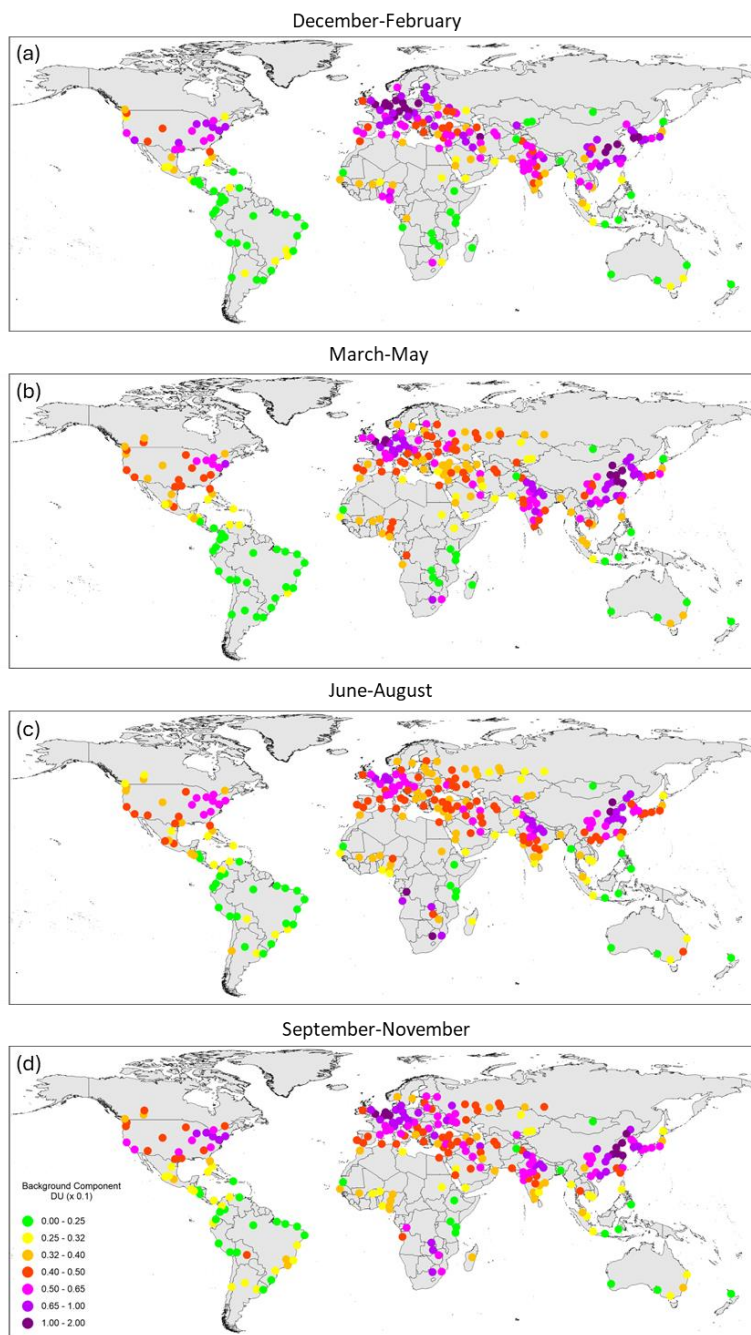 December-February
(a)
March-May
(b)
June-August
(c)
September-November
(d)
Background Component
DU (x 0.1)
0.00 - 0.25
0.25 - 0.32
0.32 - 0.40
0.40 - 0.50
0.50 - 0.65
0.65 - 1.00
1.00 - 2.00